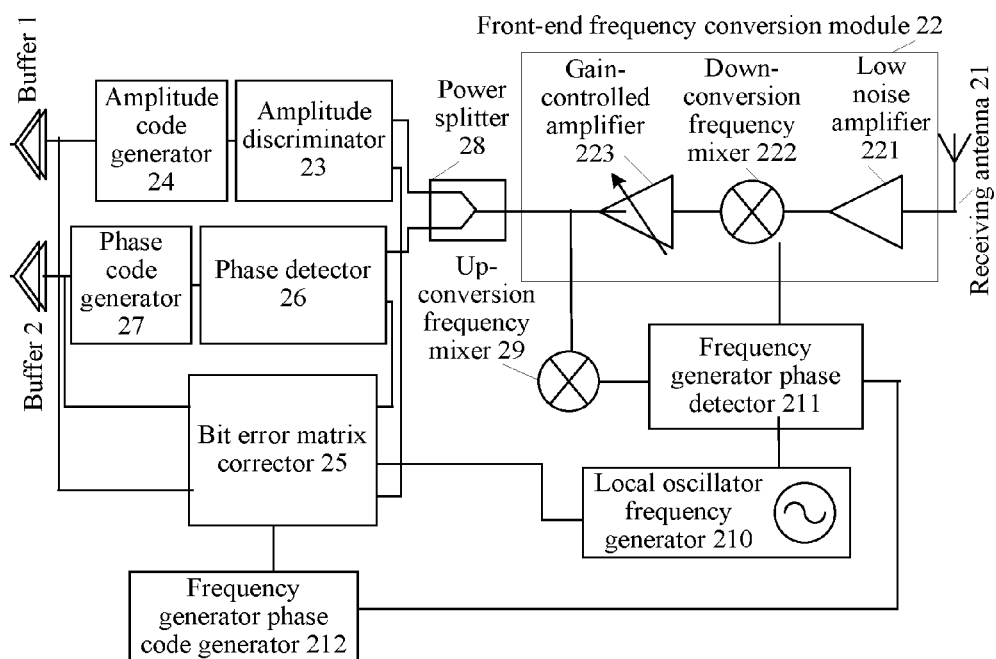 Front-end frequency conversion module 22
Buffer 1
Amplitude
code
generator
24
Amplitude
discriminator
23
Power
splitter
28
Gain-
controlled
amplifier
223
Down-
conversion
frequency
mixer 222
Low
noise
amplifier
221
Receiving antenna 21
Buffer 2
Phase
code
generator
27
Phase detector
26
Up-
conversion
frequency
mixer 29
Frequency
generator phase
detector 211
Bit error matrix
corrector 25
Local oscillator
frequency
generator 210
Frequency
generator phase
code generator 212